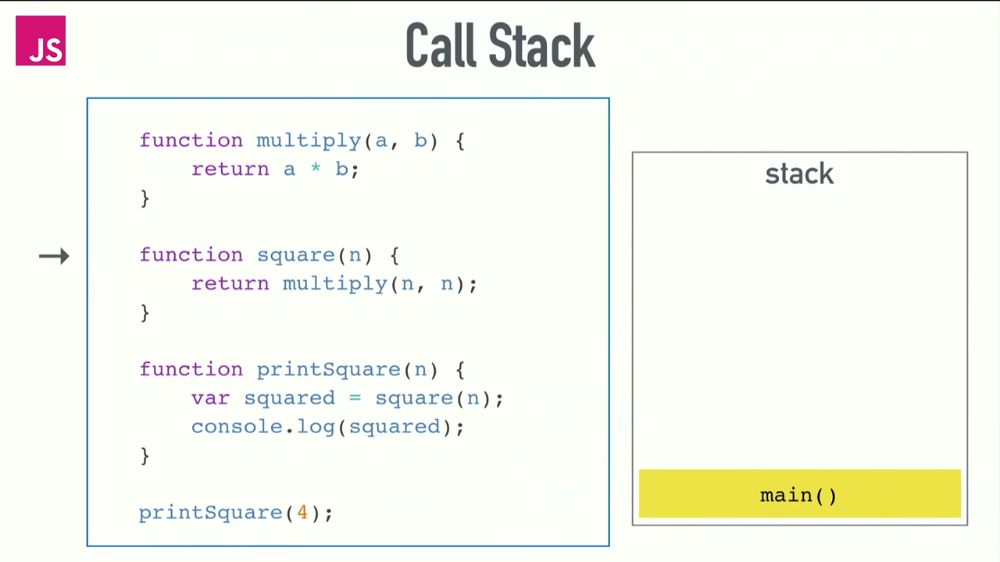 JS
Call Stack
function multiply(a, b) {
    return a * b;
}
function square(n) {
    return multiply(n, n);
}
function printSquare(n) {
    var squared = square(n);
    console.log(squared);
}
printSquare(4);
stack
main()